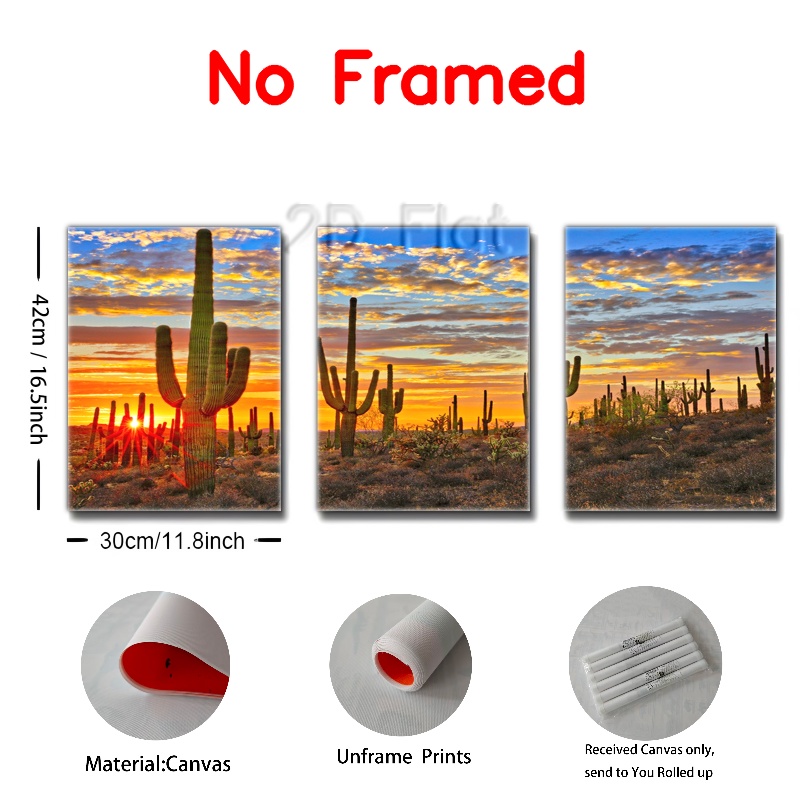 No Framed
2D Flat
42cm / 16.5inch
30cm/11.8inch
Material:Canvas
Unframe Prints
Received Canvas only,
send to You Rolled up